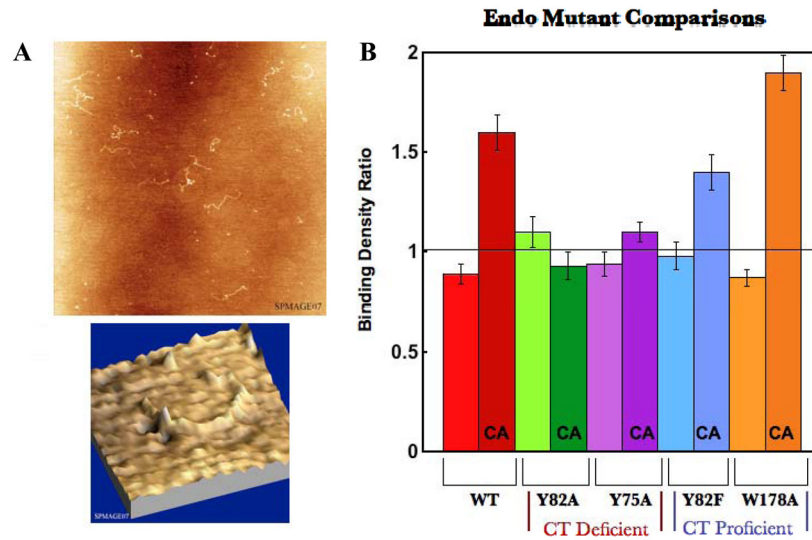 Endo Mutant Comparisons
A
B
SPMAGE07
SPMAGE07
Binding Density Ratio
2
1.5
1
0.5
0
CA CA CA CA CA
WT Y82A Y75A Y82F W178A
CT Deficient CT Proficient